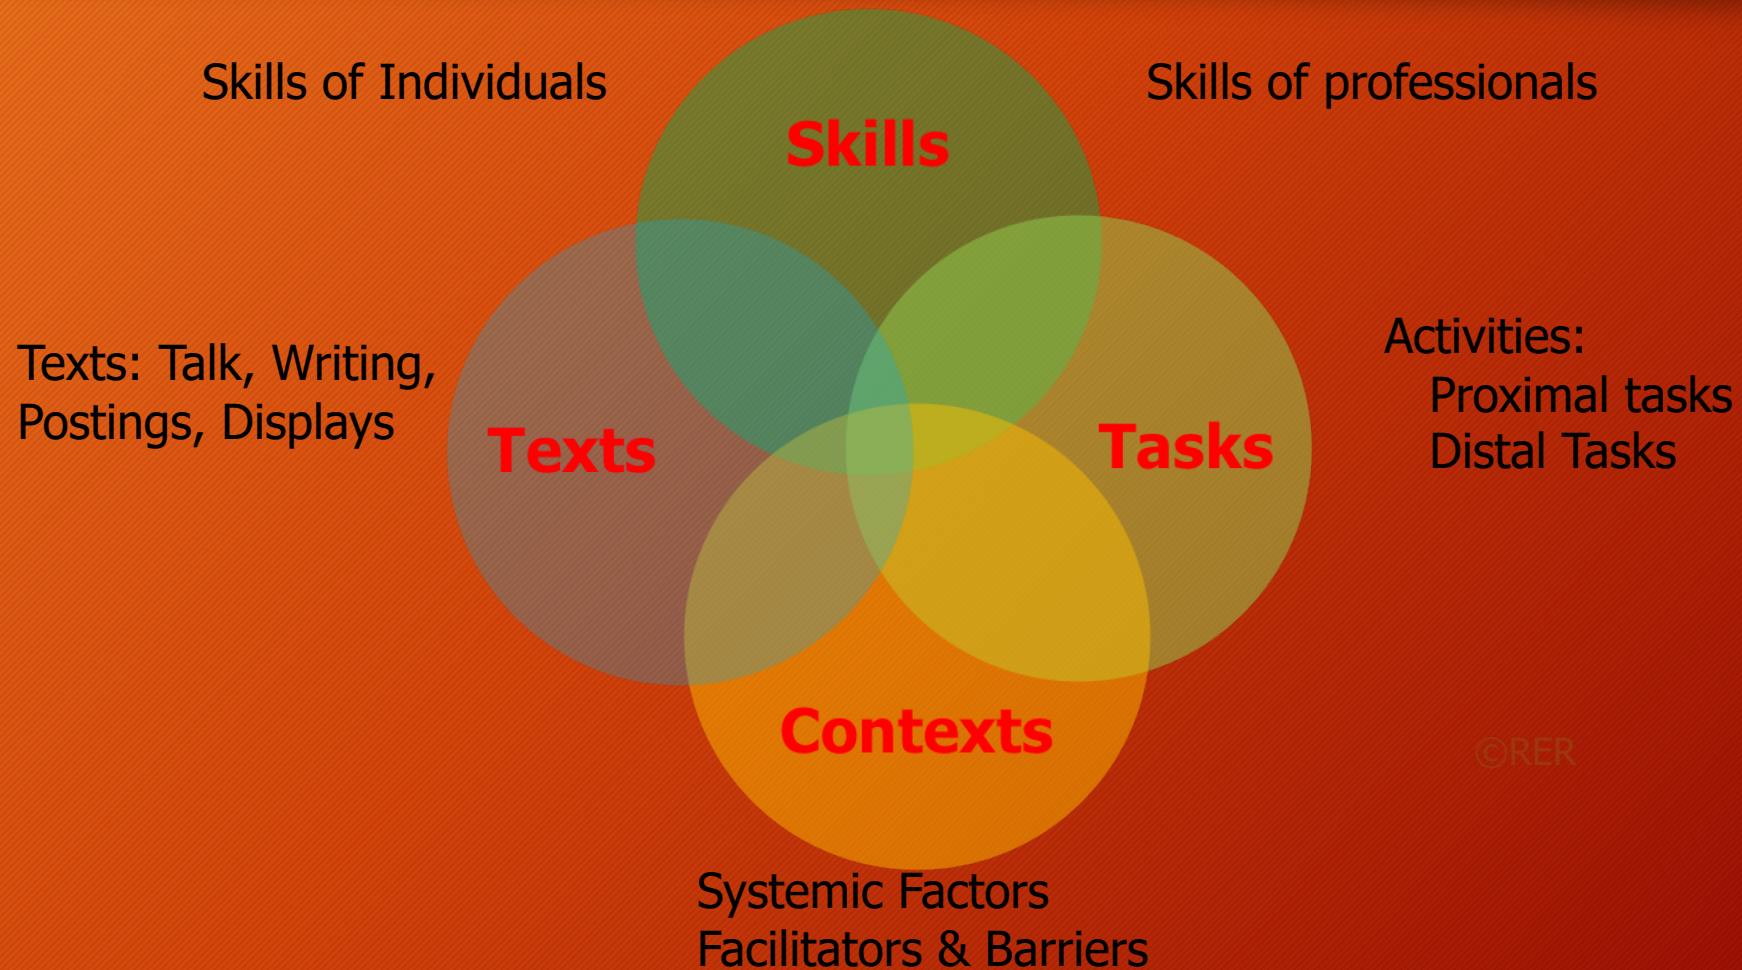 Skills of Individuals
Skills of professionals
Skills
Texts: Talk, Writing,
Postings, Displays
Texts
Tasks
Activities:
Proximal tasks
Distal Tasks
Contexts
©RER
Systemic Factors
Facilitators & Barriers